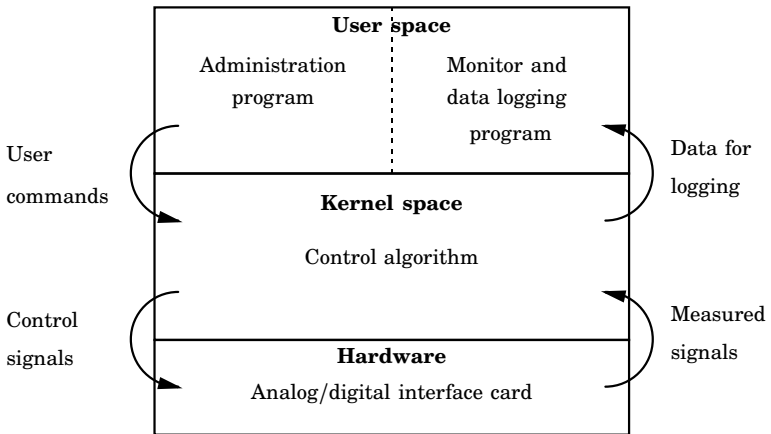 User space
Administration
program
Monitor and
data logging
program
User
commands
Data for
logging
Kernel space
Control algorithm
Control
signals
Measured
signals
Hardware
Analog/digital interface card